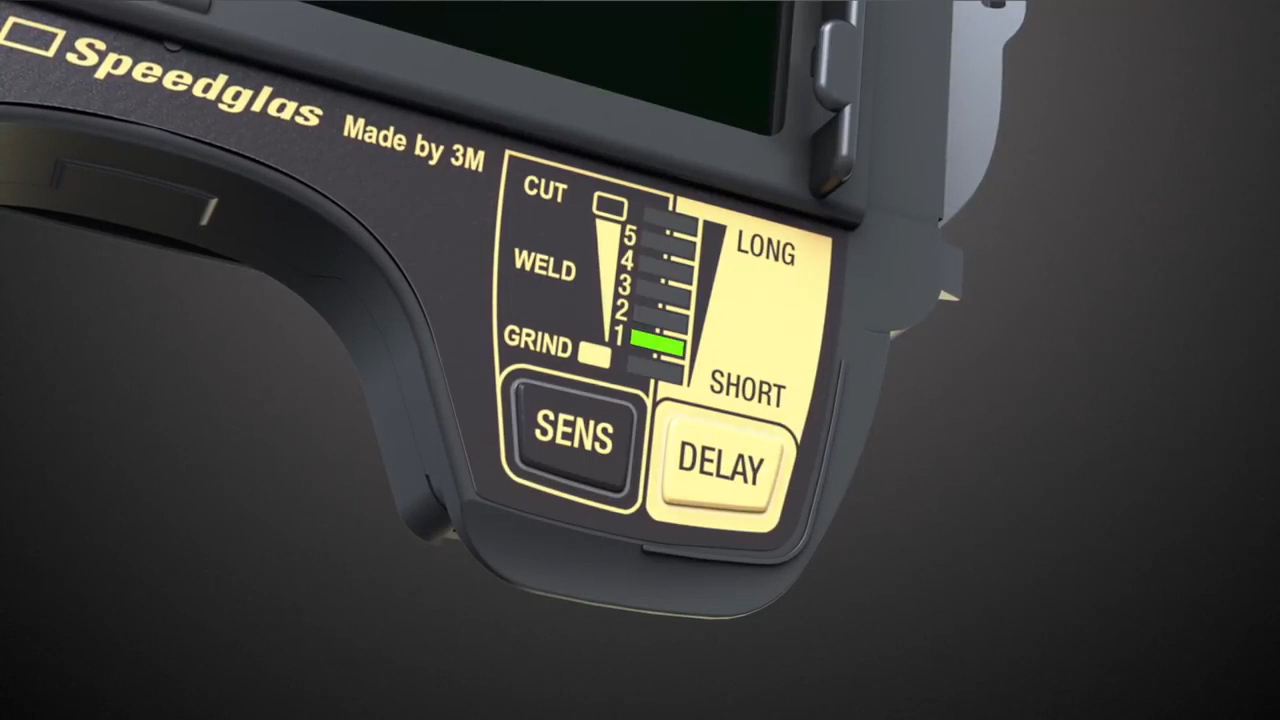 Speedglas
Made by 3M
CUT
5
4
WELD
3
2
1
GRIND
LONG
SHORT
SENS
DELAY